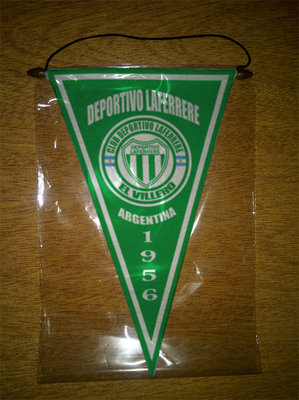 DEPORTIVO LAFERRERE
CLUB DEPORTIVO LAFERRERE
DEPORTIVO
LAFERRERE
EL VILLERO
ARGENTINA
1956